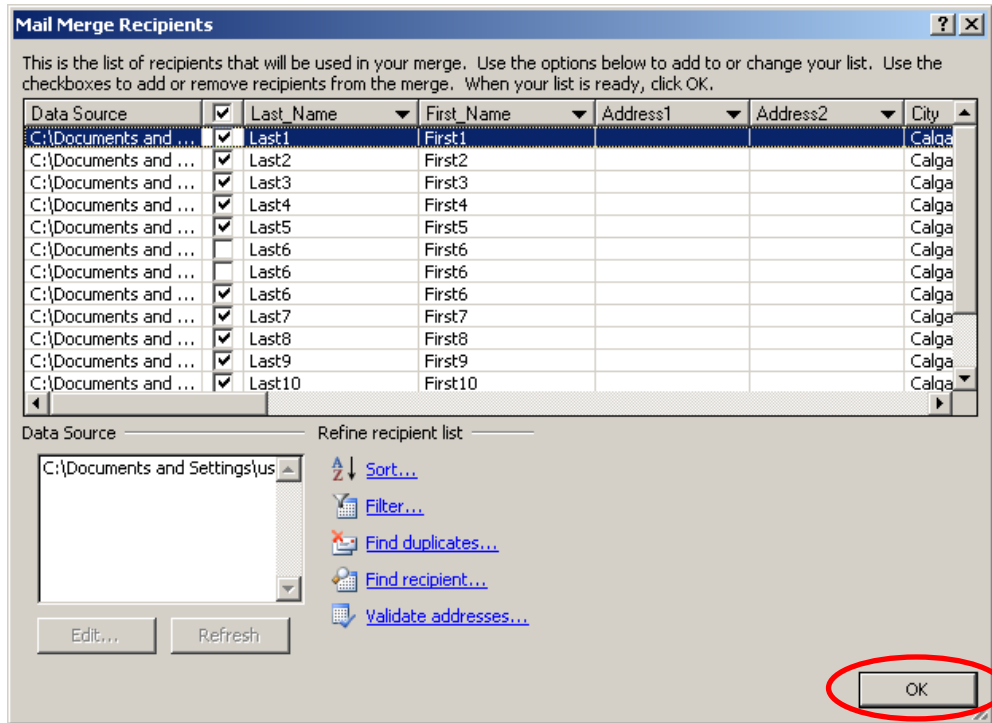 Mail Merge Recipients
This is the list of recipients that will be used in your merge. Use the options below to add to or change your list. Use the
checkboxes to add or remove recipients from the merge. When your list is ready, click OK.
Data Source Last_Name First_Name Address1 Address2 City
C:\Documents and ... Last1 First1 Calga
C:\Documents and ... Last2 First2 Calga
C:\Documents and ... Last3 First3 Calga
C:\Documents and ... Last4 First4 Calga
C:\Documents and ... Last5 First5 Calga
C:\Documents and ... Last6 First6 Calga
C:\Documents and ... Last6 First6 Calga
C:\Documents and ... Last6 First6 Calga
C:\Documents and ... Last7 First7 Calga
C:\Documents and ... Last8 First8 Calga
C:\Documents and ... Last9 First9 Calga
C:\Documents and ... Last10 First10 Calga
Data Source
C:\Documents and Settings\us
Edit...
Refresh
Refine recipient list
Sort...
Filter...
Find duplicates...
Find recipient...
Validate addresses...
OK